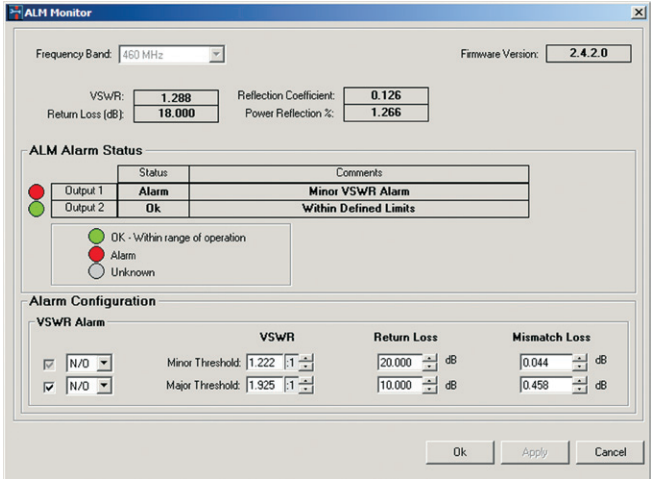 ALM Monitor
Frequency Band: 460 MHz Firmware Version: 2.4.2.0
VSWR: 1.288 Reflection Coefficient: 0.126
Return Loss (dB): 18.000 Power Reflection %: 1.266
ALM Alarm Status
Status Comments
Output 1 Alarm Minor VSWR Alarm
Output 2 Ok Within Defined Limits
OK - Within range of operation
Alarm
Unknown
Alarm Configuration
VSWR Alarm
VSWR Return Loss Mismatch Loss
N/O Minor Threshold: 1.222 :1 20.000 dB 0.044 dB
N/O Major Threshold: 1.925 :1 10.000 dB 0.458 dB
Ok Apply Cancel